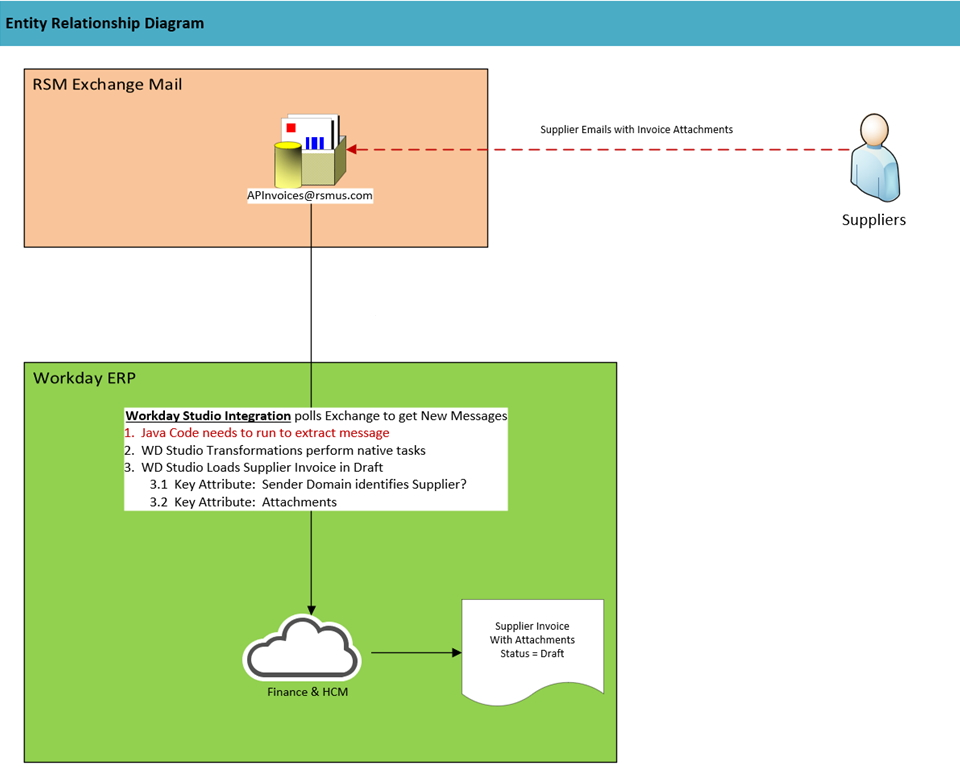 Entity Relationship Diagram
RSM Exchange Mail
Supplier Emails with Invoice Attachments
APInvoices@rsmus.com
Suppliers
Workday ERP
Workday Studio Integration polls Exchange to get New Messages
1. Java Code needs to run to extract message
2. WD Studio Transformations perform native tasks
3. WD Studio Loads Supplier Invoice in Draft
3.1 Key Attribute: Sender Domain identifies Supplier?
3.2 Key Attribute: Attachments
Supplier Invoice
With Attachments
Status = Draft
Finance & HCM